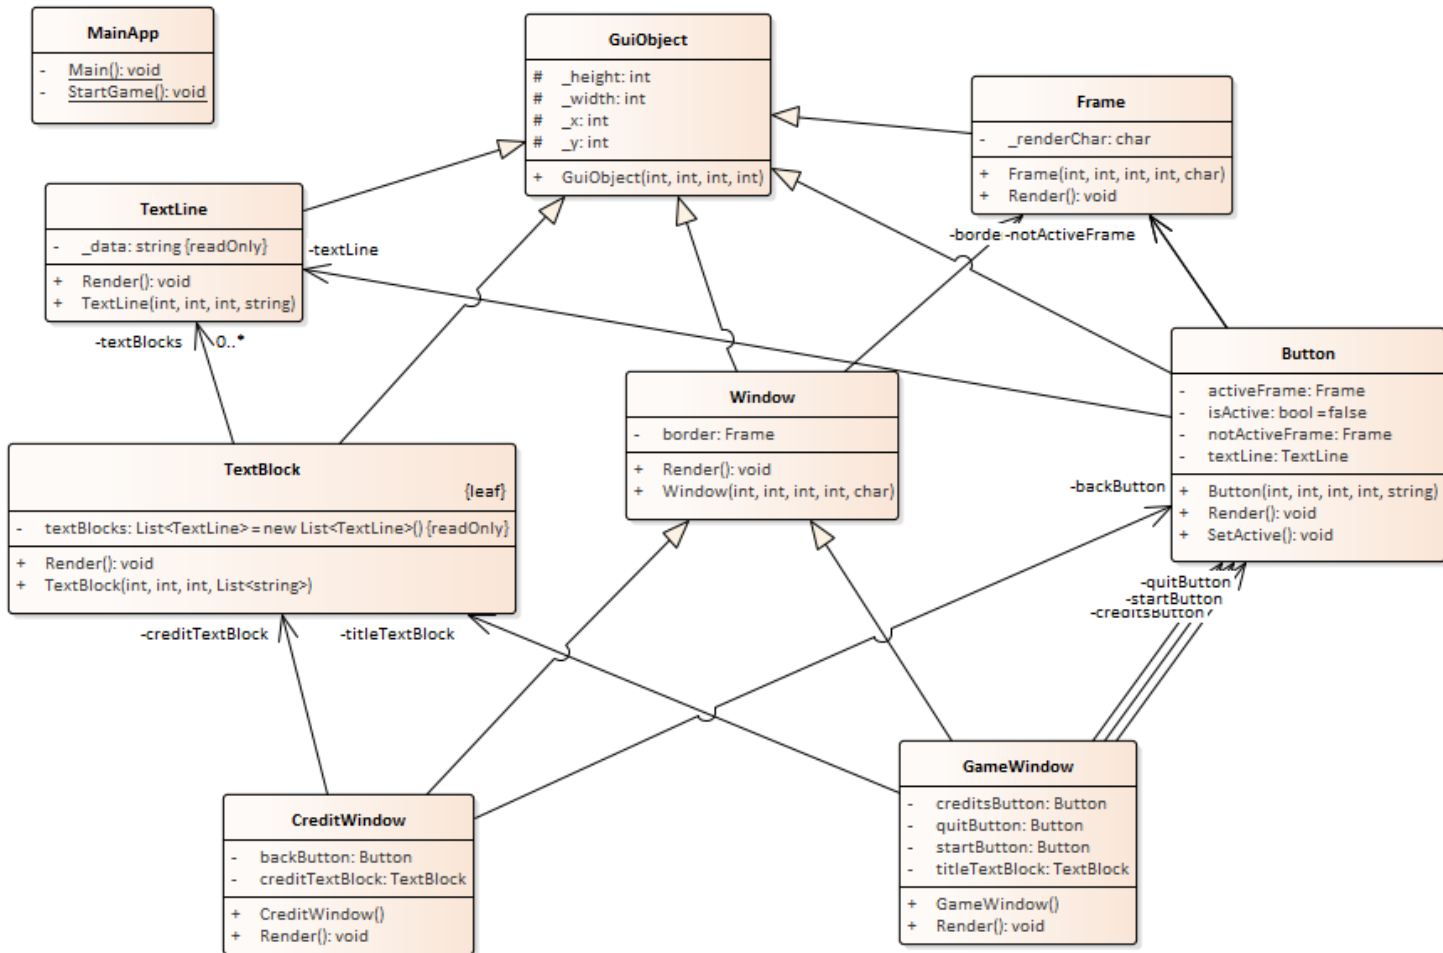 MainApp
- Main(): void
- StartGame(): void
GuiObject
# _height: int
# _width: int
# _x: int
# _y: int
+ GuiObject(int, int, int, int)
Frame
- _renderChar: char
+ Frame(int, int, int, int, char)
+ Render(): void
TextLine
- _data: string {readOnly}
+ Render(): void
+ TextLine(int, int, int, string)
-textLine
-borde
-notActiveFrame
-textBlocks
0..*
Button
- activeFrame: Frame
- isActive: bool = false
- notActiveFrame: Frame
- textLine: TextLine
+ Button(int, int, int, int, string)
+ Render(): void
+ SetActive(): void
Window
- border: Frame
+ Render(): void
+ Window(int, int, int, int, char)
TextBlock
{leaf}
- textBlocks: List<TextLine> = new List<TextLine>() {readOnly}
+ Render(): void
+ TextBlock(int, int, int, List<string>)
-backButton
-quitButton
-startButton
-creditsButton
-creditTextBlock
-titleTextBlock
GameWindow
- creditsButton: Button
- quitButton: Button
- startButton: Button
- titleTextBlock: TextBlock
+ GameWindow()
+ Render(): void
CreditWindow
- backButton: Button
- creditTextBlock: TextBlock
+ CreditWindow()
+ Render(): void